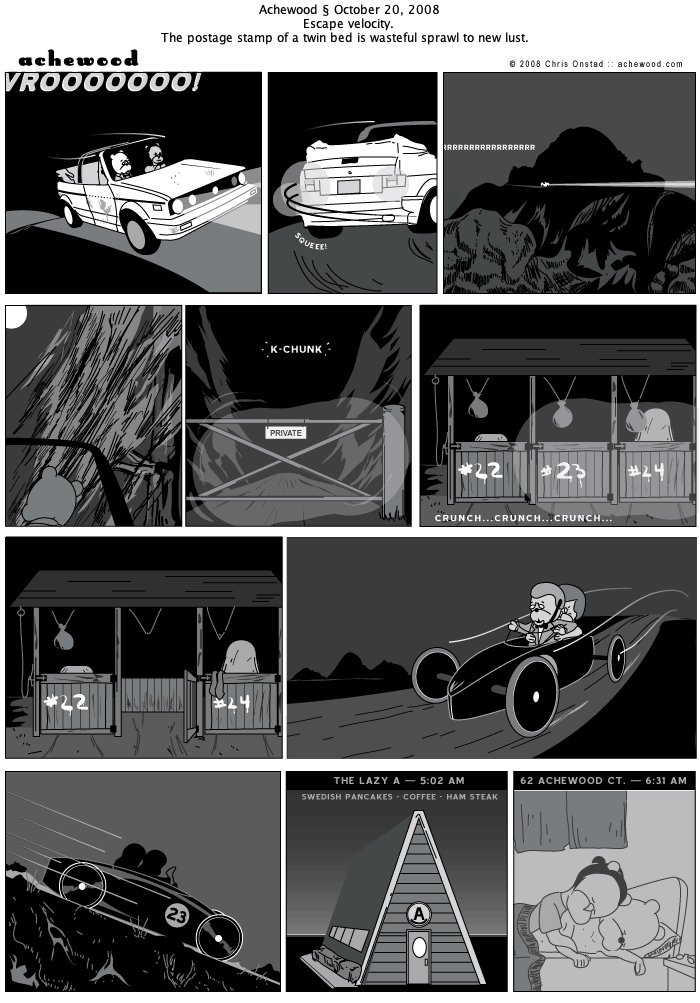 Achewood § October 20, 2008
Escape velocity.
The postage stamp of a twin bed is wasteful sprawl to new lust.
achewood
© 2008 Chris Onstad :: achewood.com
VROOOOOOO!
SQUEEE!
RRRRRRRRRRRRRRRRR
K-CHUNK
PRIVATE
#22
#23
#24
CRUNCH...CRUNCH...CRUNCH...
#22
#24
23
THE LAZY A — 5:02 AM
SWEDISH PANCAKES - COFFEE - HAM STEAK
A
62 ACHEWOOD CT. — 6:31 AM